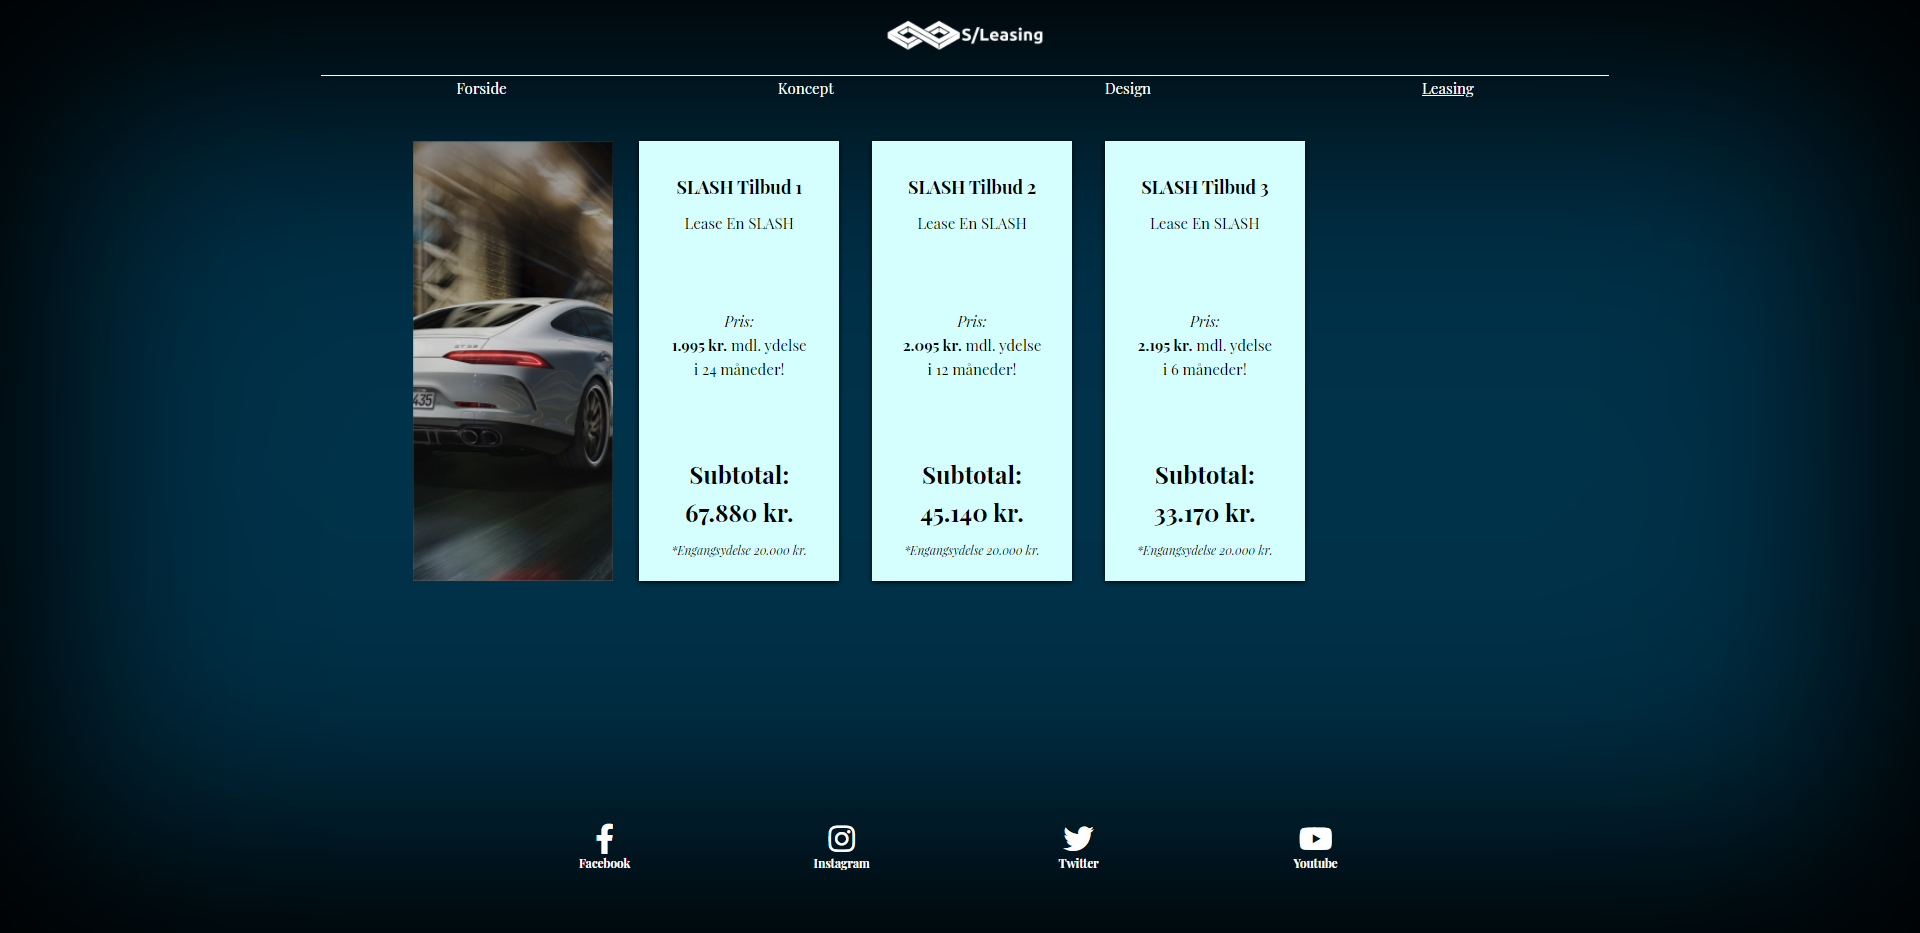 S/Leasing
Forside
Koncept
Design
Leasing
435
SLASH Tilbud 1
Lease En SLASH
Pris:
1.995 kr. mdl. ydelse
i 24 måneder!
Subtotal:
67.880 kr.
*Engangsydelse 20.000 kr.
SLASH Tilbud 2
Lease En SLASH
Pris:
2.095 kr. mdl. ydelse
i 12 måneder!
Subtotal:
45.140 kr.
*Engangsydelse 20.000 kr.
SLASH Tilbud 3
Lease En SLASH
Pris:
2.195 kr. mdl. ydelse
i 6 måneder!
Subtotal:
33.170 kr.
*Engangsydelse 20.000 kr.
Facebook
Instagram
Twitter
Youtube